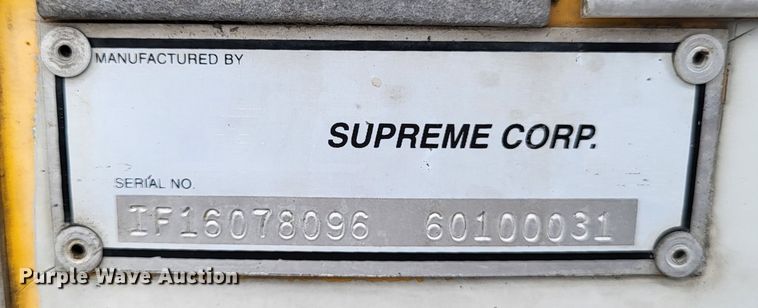 MANUFACTURED BY
SUPREME CORP.
SERIAL NO.
IF16078096 60100031
Purple Wave Auction